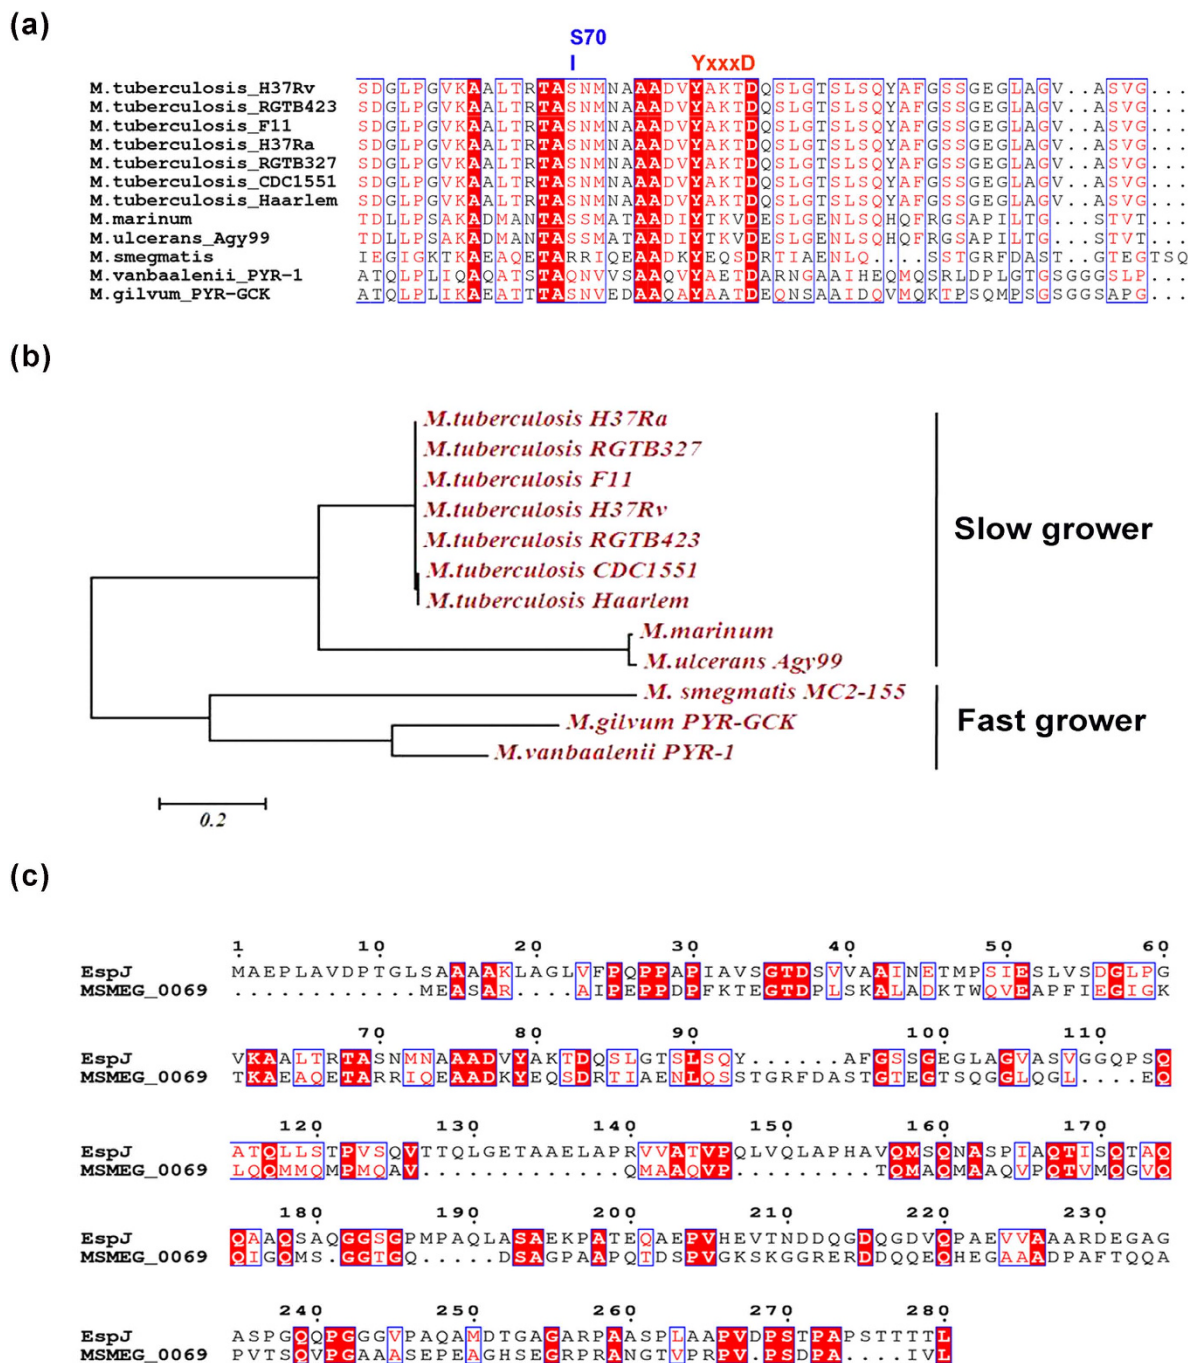 (a)
S70
I YxxxD
M.tuberculosis_H37Rv SDGLPGVKAALTRTASNMNAAADVYAKTDQSLGTSLSQYAFGSSGEGLAGV..ASVG...
M.tuberculosis_RGTB423 SDGLPGVKAALTRTASNMNAAADVYAKTDQSLGTSLSQYAFGSSGEGLAGV..ASVG...
M.tuberculosis_F11 SDGLPGVKAALTRTASNMNAAADVYAKTDQSLGTSLSQYAFGSSGEGLAGV..ASVG...
M.tuberculosis_H37Ra SDGLPGVKAALTRTASNMNAAADVYAKTDQSLGTSLSQYAFGSSGEGLAGV..ASVG...
M.tuberculosis_RGTB327 SDGLPGVKAALTRTASNMNAAADVYAKTDQSLGTSLSQYAFGSSGEGLAGV..ASVG...
M.tuberculosis_CDC1551 SDGLPGVKAALTRTASNMNAAADVYAKTDQSLGTSLSQYAFGSSGEGLAGV..ASVG...
M.tuberculosis_Haarlem SDGLPGVKAALTRTASNMNAAADVYAKTDQSLGTSLSQYAFGSSGEGLAGV..ASVG...
M.marinum TDLLPSAKADMANTASSMATAADIYTKVDESLGENLSQHQFRGSAPILTG...STVT...
M.ulcerans_Agy99 TDLLPSAKADMANTASSMATAADIYTKVDESLGENLSQHQFRGSAPILTG...STVT...
M.smegmatis IEGIGKTKAEAQETARRIQEAADKYEQSDRTIAENLQ....SSTGRFDAST..GTEGTSQ
M.vanbaalenii_PYR-1 ATQLPLIQAQATSTAQNVVSAAQVYAETDARNGAAIHEQMQSRLDPLGTGSGGGSLP...
M.gilvum_PYR-GCK ATQLPLIKAEATTTASNVEDAAQAYAATDEQNSAAIDQVMQKTPSQMPSGSGGSAPG...
(b)
M.tuberculosis H37Ra
M.tuberculosis RGTB327
M.tuberculosis F11
M.tuberculosis H37Rv
M.tuberculosis RGTB423
M.tuberculosis CDC1551
M.tuberculosis Haarlem
M.marinum
M.ulcerans Agy99
Slow grower
M. smegmatis MC2-155
M.gilvum PYR-GCK
M.vanbaalenii PYR-1
Fast grower
0.2
(c)
1 10 20 30 40 50 60
EspJ MAEPLAVDPTGLSAAAAKLAGLVFPQPPAPIAVSGTDSVVAAINETMPSIESLVSDGLPG
MSMEG_0069 ............MEASAR....AIPEPPDPFKTEGTDPLSKALADKTWQVEAPFIEGIGK
70 80 90 100 110
EspJ VKAALTRTASNMNAAADVYAKTDQSLGTSLSQY......AFGSSGEGLAGVASVGGQPSQ
MSMEG_0069 TKAEAQETARRIQEAADKYEQSDRTIAENLQSSTGRFDASTGTEGTSQGGLQGL....EQ
120 130 140 150 160 170
EspJ ATQLLSTPVSQVTTQLGETAAELAPRVVATVPQLVQLAPHAVQMSQNASPIAQTISQTAQ
MSMEG_0069 LQQMMQMPMQAV.............QMAAQVP.........TQMAQMAAQVPQTVMQGVQ
180 190 200 210 220 230
EspJ QAAQSAQGGSGPMPAQLASAEKPATEQAEPVHEVTNDDQGDQGDVQPAEVVAAARDEGAG
MSMEG_0069 QIGQMS.GGTGQ.....DSAGPAAPQTDSPVGKSKGGRERDDQQEQHEGAAADPAFTQQA
240 250 260 270 280
EspJ ASPGQQPGGGVPAQAMDTGAGARPAASPLAAPVDPSTPAPSTTTTL
MSMEG_0069 PVTSQVPGAAASEPEAGHSEGRPRANGTVPRPV.PSDPA....IVL